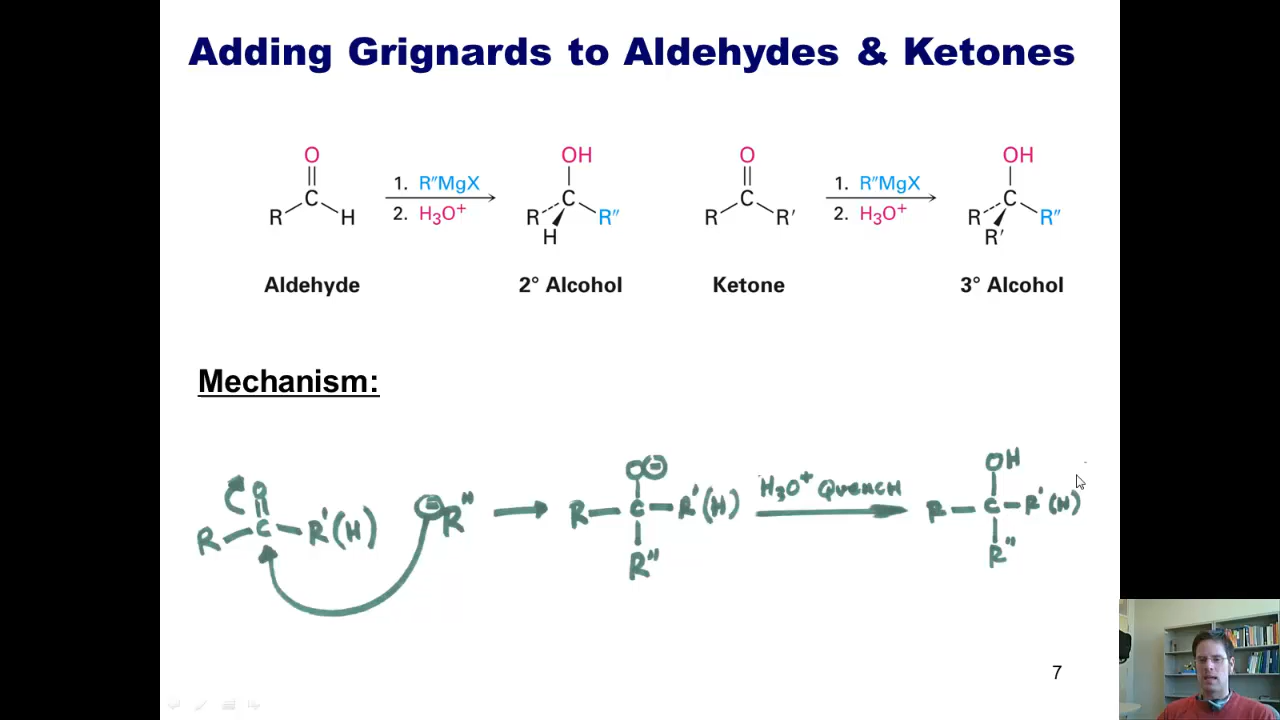 Adding Grignards to Aldehydes & Ketones
O OH O OH
1. R″MgX 1. R″MgX
R C H 2. H₃O⁺ R C R″ R C R′ 2. H₃O⁺ R C R″
H R′
Aldehyde 2° Alcohol Ketone 3° Alcohol
Mechanism:
O O⊖ OH
R C R'(H) ⊖R" R C R'(H) H₃O⁺ QUENCH R C R'(H)
R" R"
7